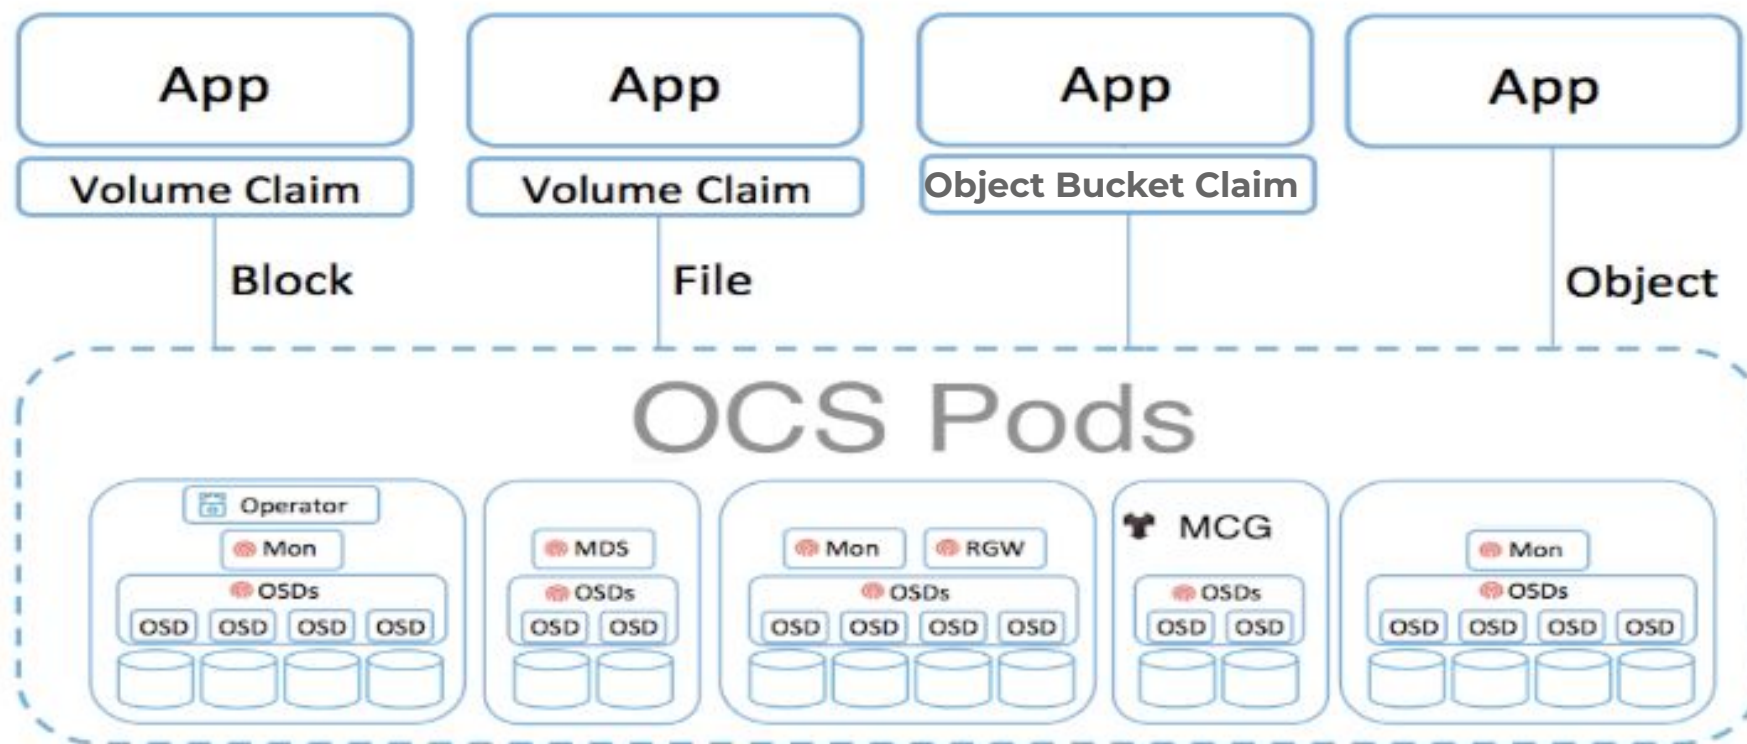 App
App
App
App
Volume Claim
Volume Claim
Object Bucket Claim
Block
File
Object
OCS Pods
Operator
Mon
OSDs
OSD OSD OSD OSD
MDS
OSDs
OSD OSD
Mon
RGW
OSDs
OSD OSD OSD OSD
MCG
OSDs
OSD OSD
Mon
OSDs
OSD OSD OSD OSD